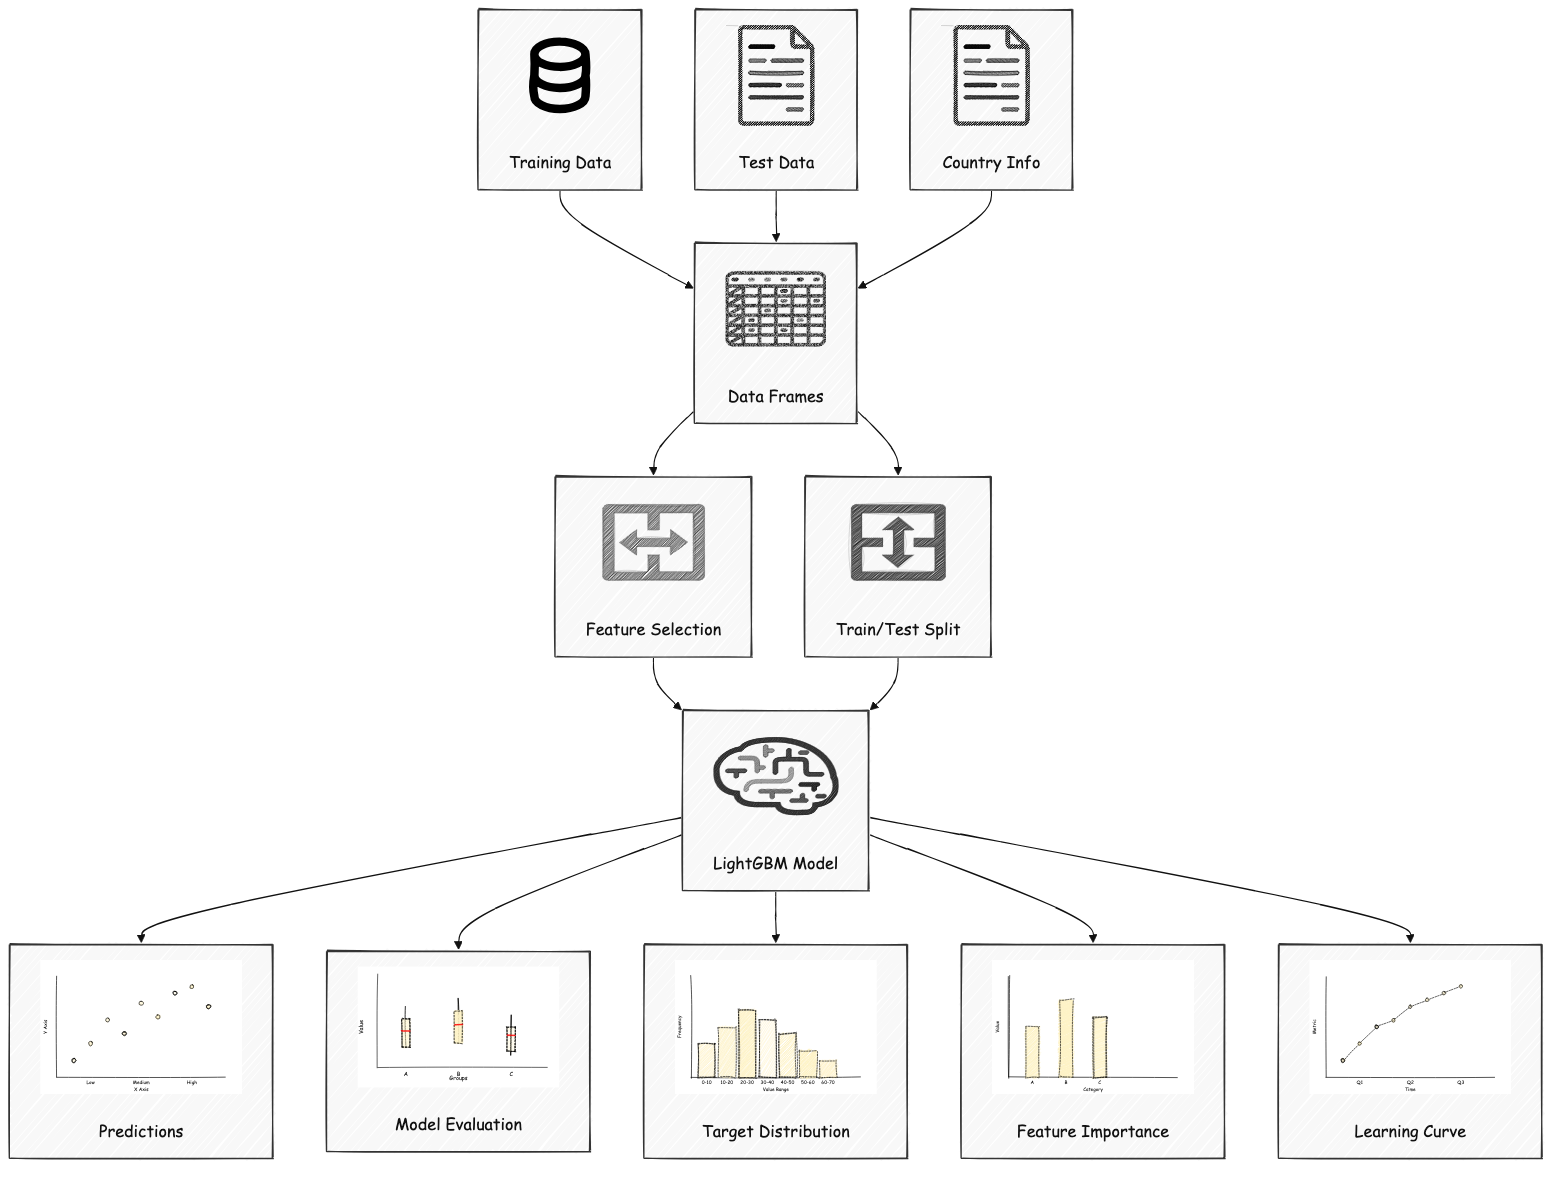 Training Data
Test Data
Country Info
Data Frames
Feature Selection
Train/Test Split
LightGBM Model
Y Axis
Low
Medium
High
X Axis
Predictions
Value
A
B
C
Groups
Model Evaluation
Frequency
0-10
10-20
20-30
30-40
40-50
50-60
60-70
Value Range
Target Distribution
Value
A
B
C
Category
Feature Importance
Metric
Q1
Q2
Q3
Time
Learning Curve